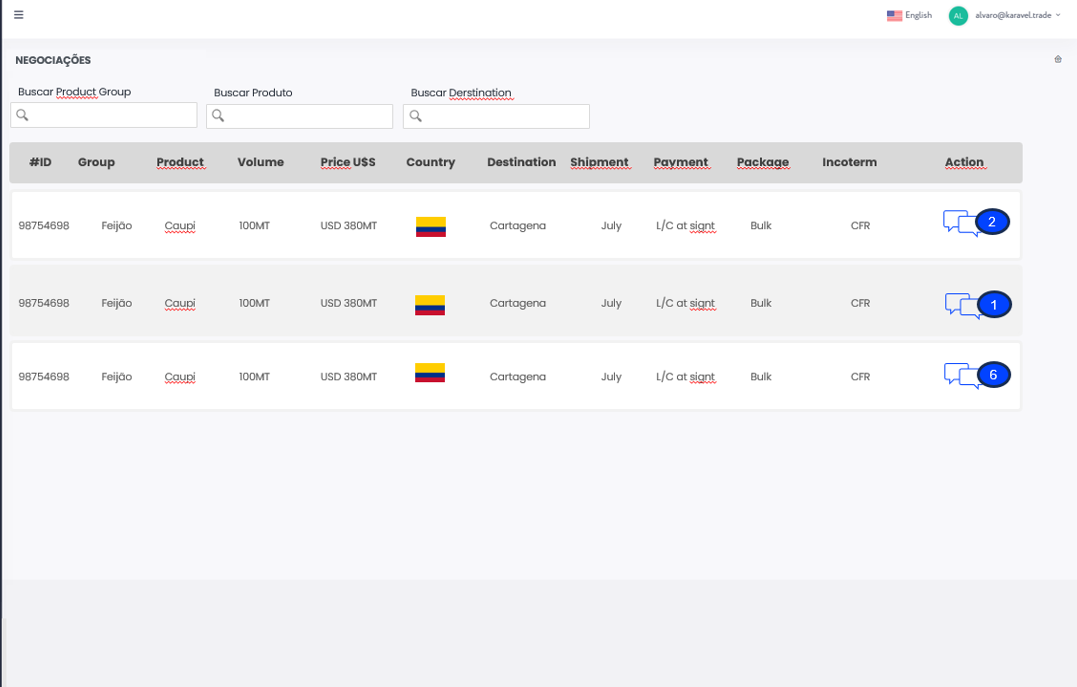 English AL alvaro@karavel.trade
NEGOCIAÇÕES
Buscar Product Group Buscar Produto Buscar Derstination
#ID Group Product Volume Price U$S Country Destination Shipment Payment Package Incoterm Action
98754698 Feijão Caupi 100MT USD 380MT Cartagena July L/C at signt Bulk CFR 2
98754698 Feijão Caupi 100MT USD 380MT Cartagena July L/C at signt Bulk CFR 1
98754698 Feijão Caupi 100MT USD 380MT Cartagena July L/C at signt Bulk CFR 6